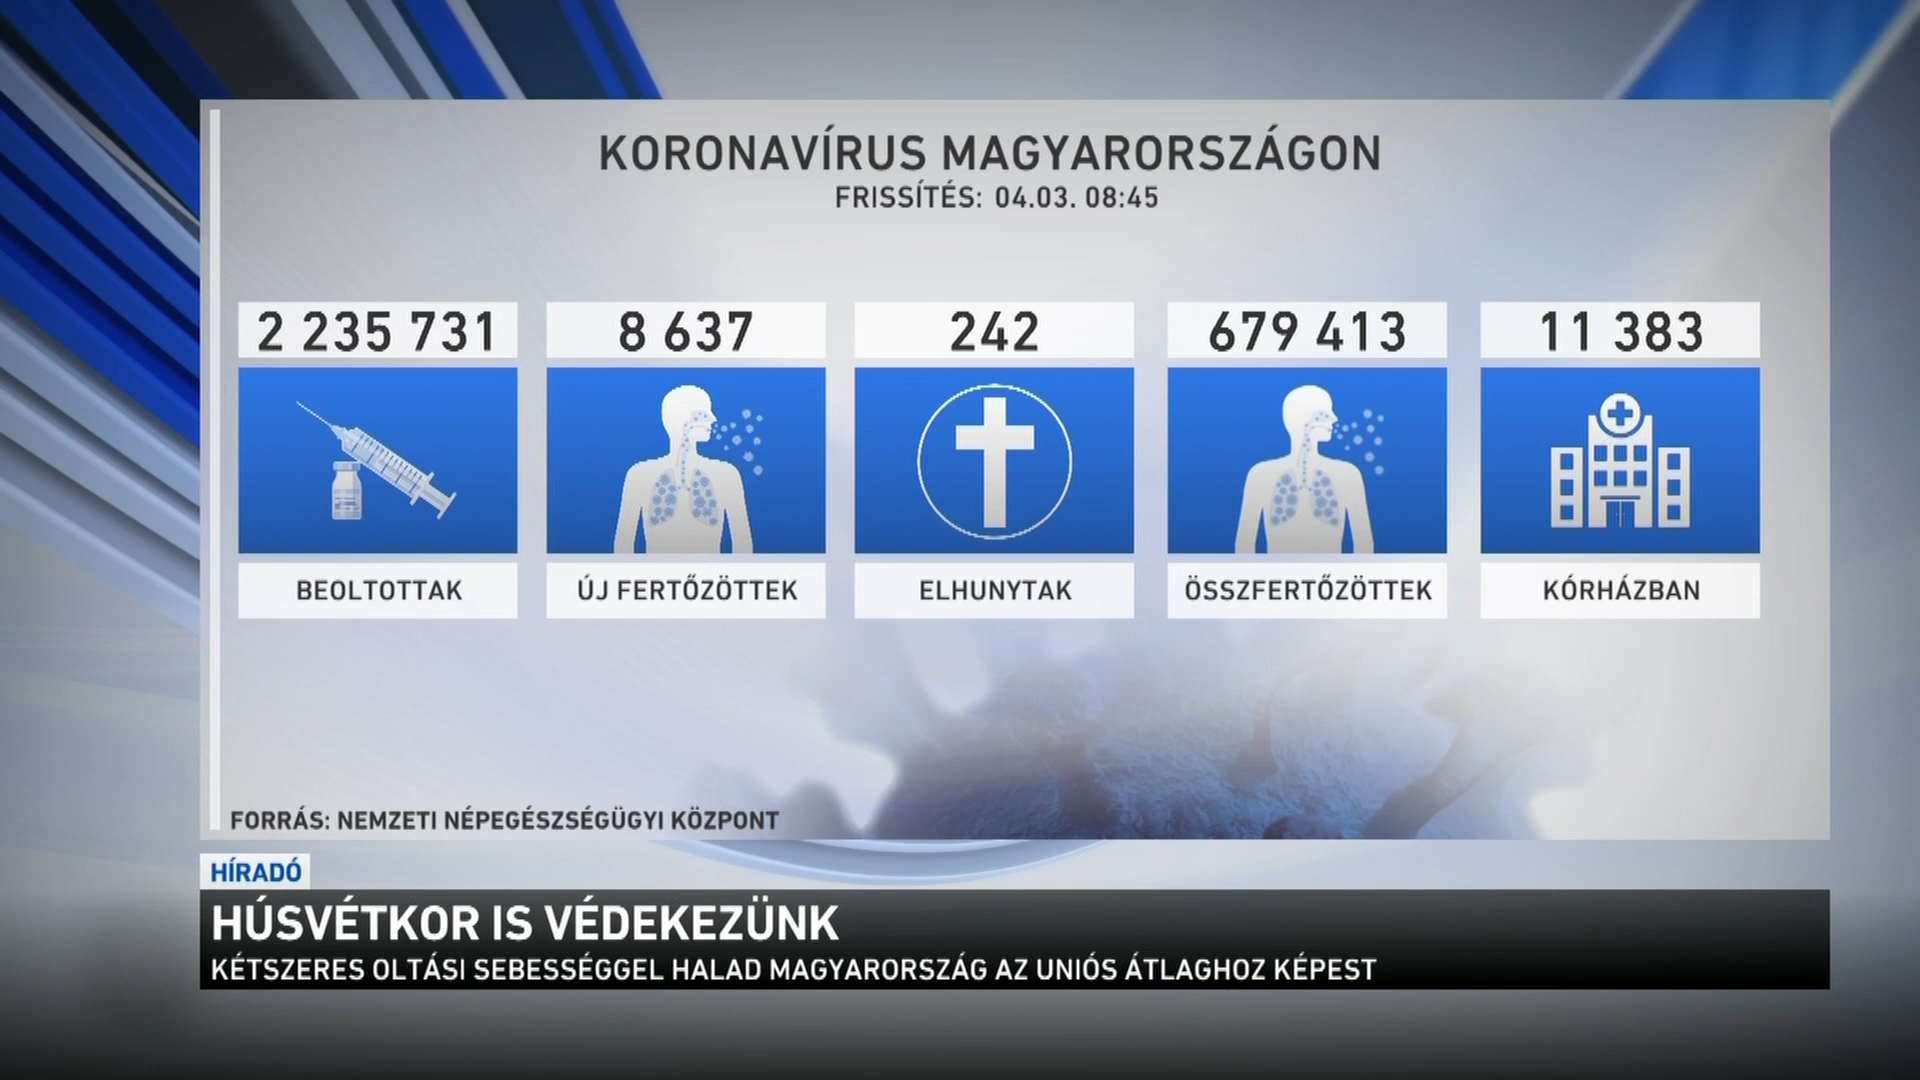 KORONAVÍRUS MAGYARORSZÁGON
FRISSÍTÉS: 04.03. 08:45
2 235 731
8 637
242
679 413
11 383
BEOLTOTTAK
ÚJ FERTŐZÖTTEK
ELHUNYTAK
ÖSSZFERTŐZÖTTEK
KÓRHÁZBAN
FORRÁS: NEMZETI NÉPEGÉSZSÉGÜGYI KÖZPONT
HÍRADÓ
HÚSVÉTKOR IS VÉDEKEZÜNK
KÉTSZERES OLTÁSI SEBESSÉGGEL HALAD MAGYARORSZÁG AZ UNIÓS ÁTLAGHOZ KÉPEST